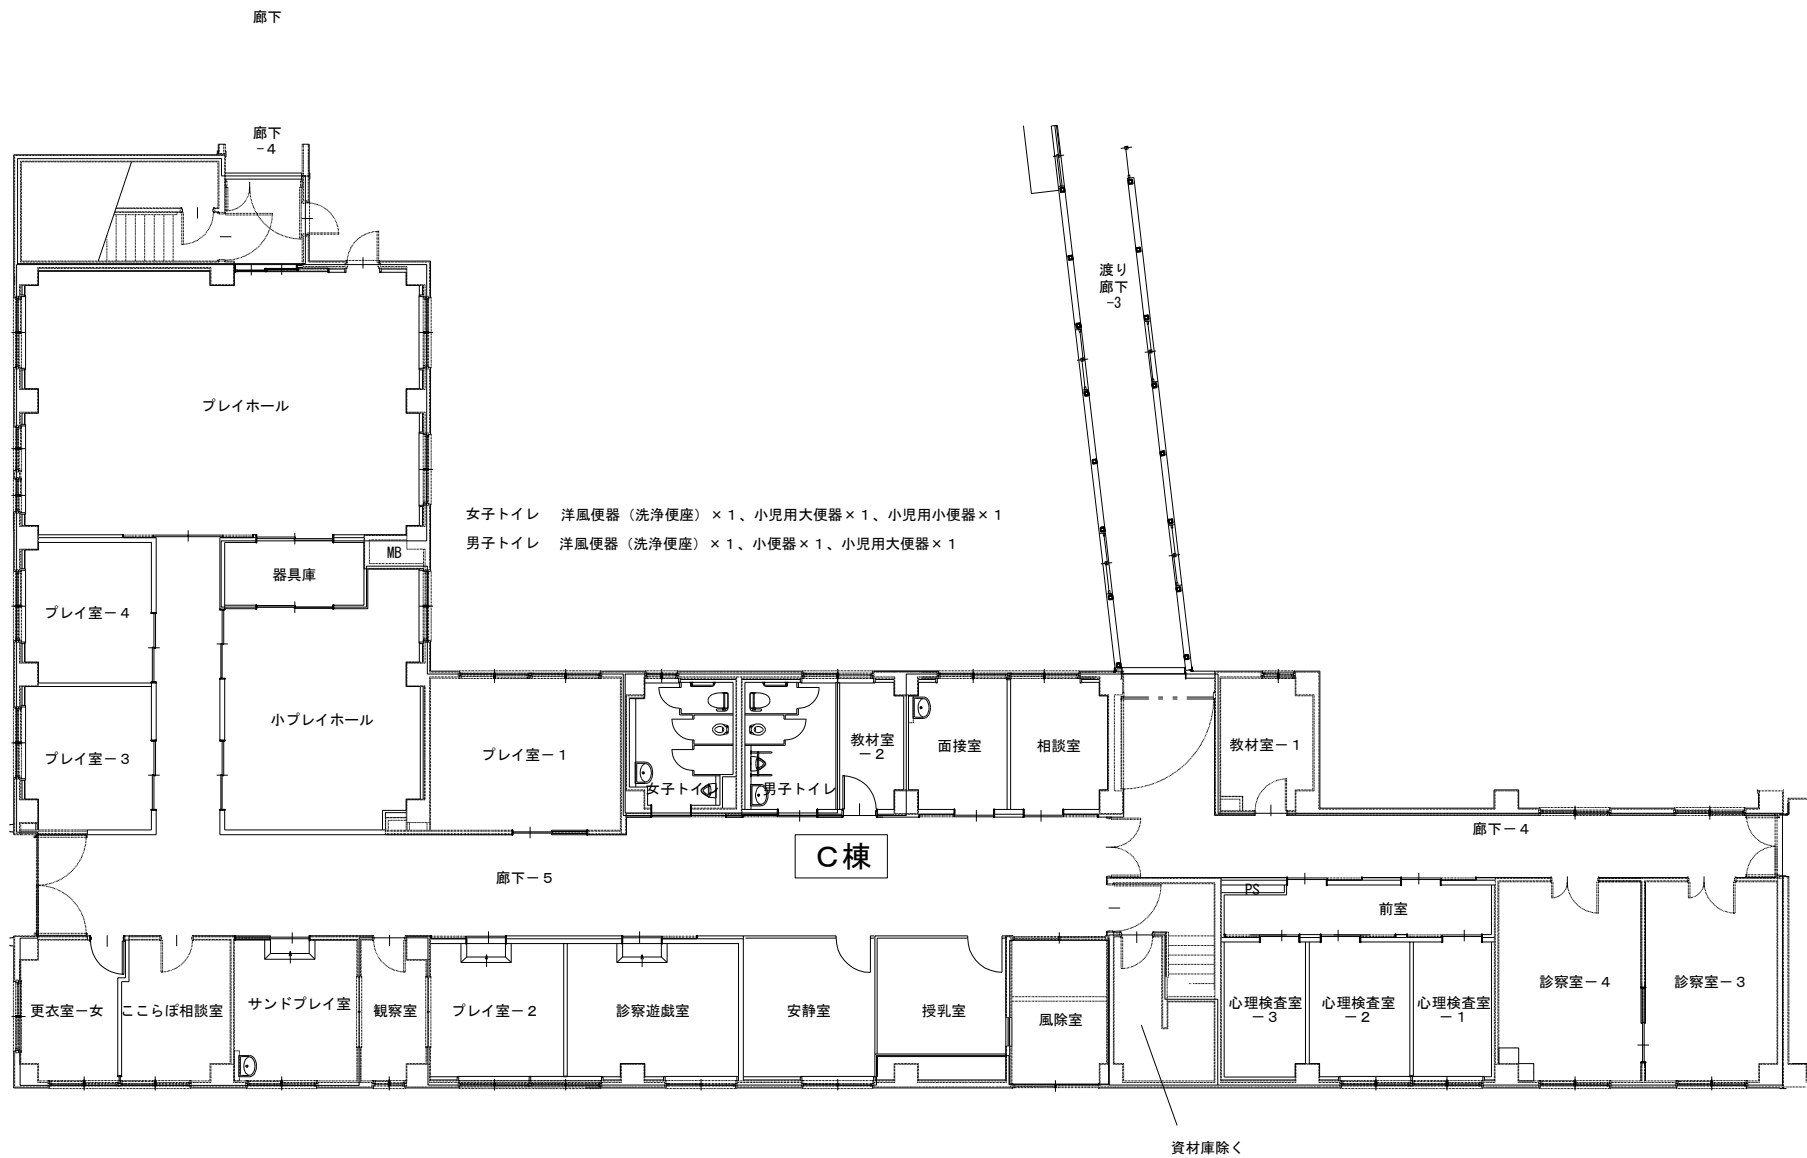 廊下
廊下
-4
渡り
廊下
-3
プレイホール
女子トイレ　洋風便器（洗浄便座）×１、小児用大便器×１、小児用小便器×１
男子トイレ　洋風便器（洗浄便座）×１、小便器×１、小児用大便器×１
MB
器具庫
プレイ室－４
小プレイホール
プレイ室－３
プレイ室－１
女子トイレ
男子トイレ
教材室
－２
面接室
相談室
教材室－１
廊下－４
Ｃ棟
廊下－５
PS
前室
更衣室－女
ここらぽ相談室
サンドプレイ室
観察室
プレイ室－２
診察遊戯室
安静室
授乳室
風除室
心理検査室
－３
心理検査室
－２
心理検査室
－１
診察室－４
診察室－３
資材庫除く